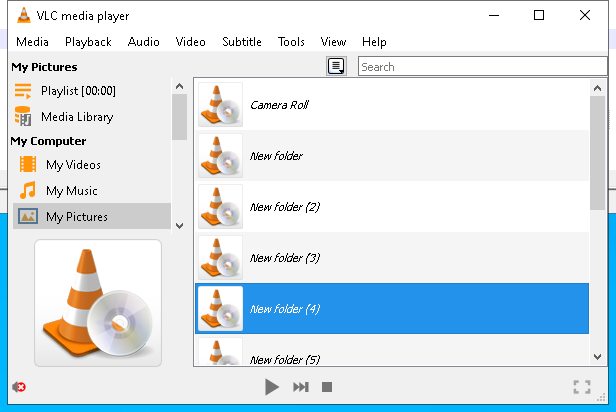 VLC media player
Media Playback Audio Video Subtitle Tools View Help
My Pictures
Search
Playlist [00:00]
Media Library
My Computer
My Videos
My Music
My Pictures
Camera Roll
New folder
New folder (2)
New folder (3)
New folder (4)
New folder (5)